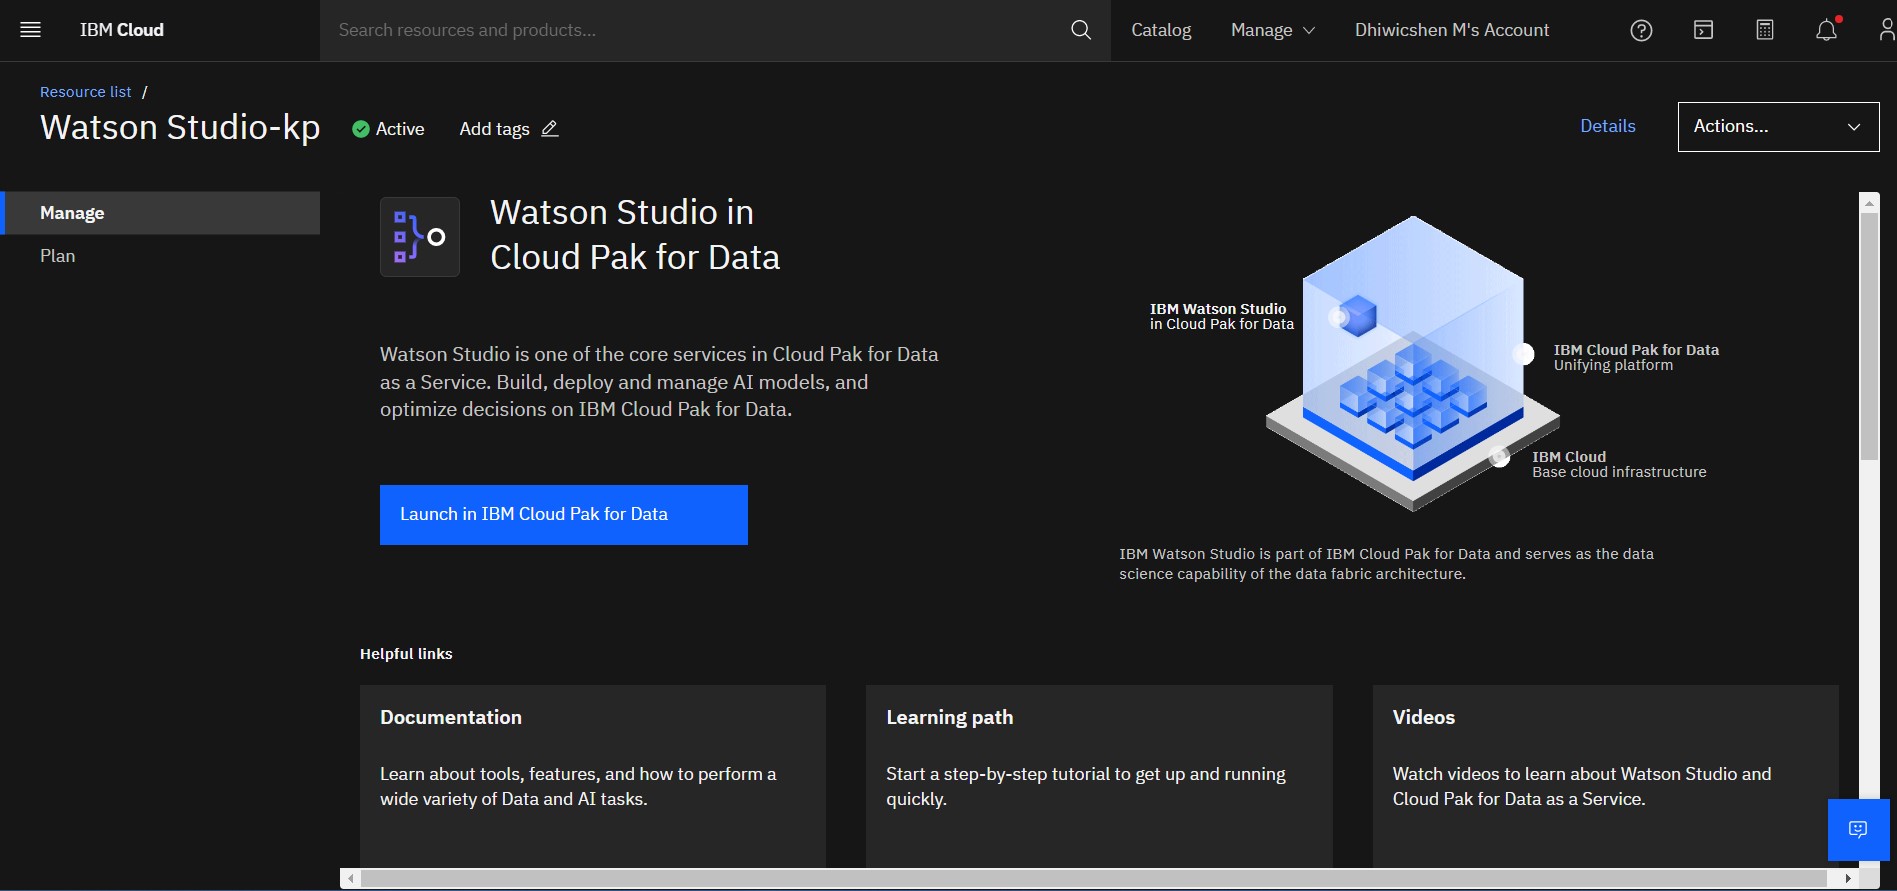 IBM Cloud
Search resources and products...
Catalog
Manage
Dhiwicshen M's Account
Resource list /
Watson Studio-kp
Active
Add tags
Details
Actions...
Manage
Plan
Watson Studio in
Cloud Pak for Data
Watson Studio is one of the core services in Cloud Pak for Data
as a Service. Build, deploy and manage AI models, and
optimize decisions on IBM Cloud Pak for Data.
Launch in IBM Cloud Pak for Data
IBM Watson Studio
in Cloud Pak for Data
IBM Cloud Pak for Data
Unifying platform
IBM Cloud
Base cloud infrastructure
IBM Watson Studio is part of IBM Cloud Pak for Data and serves as the data
science capability of the data fabric architecture.
Helpful links
Documentation
Learn about tools, features, and how to perform a
wide variety of Data and AI tasks.
Learning path
Start a step-by-step tutorial to get up and running
quickly.
Videos
Watch videos to learn about Watson Studio and
Cloud Pak for Data as a Service.